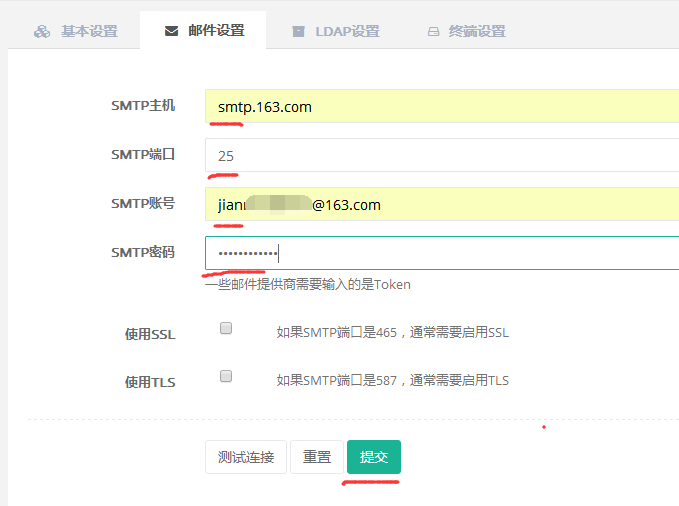 基本设置 邮件设置 LDAP设置 终端设置
SMTP主机 smtp.163.com
SMTP端口 25
SMTP账号 jian @163.com
SMTP密码 ••••••••••••
一些邮件提供商需要输入的是Token
使用SSL 如果SMTP端口是465，通常需要启用SSL
使用TLS 如果SMTP端口是587，通常需要启用TLS
测试连接 重置 提交